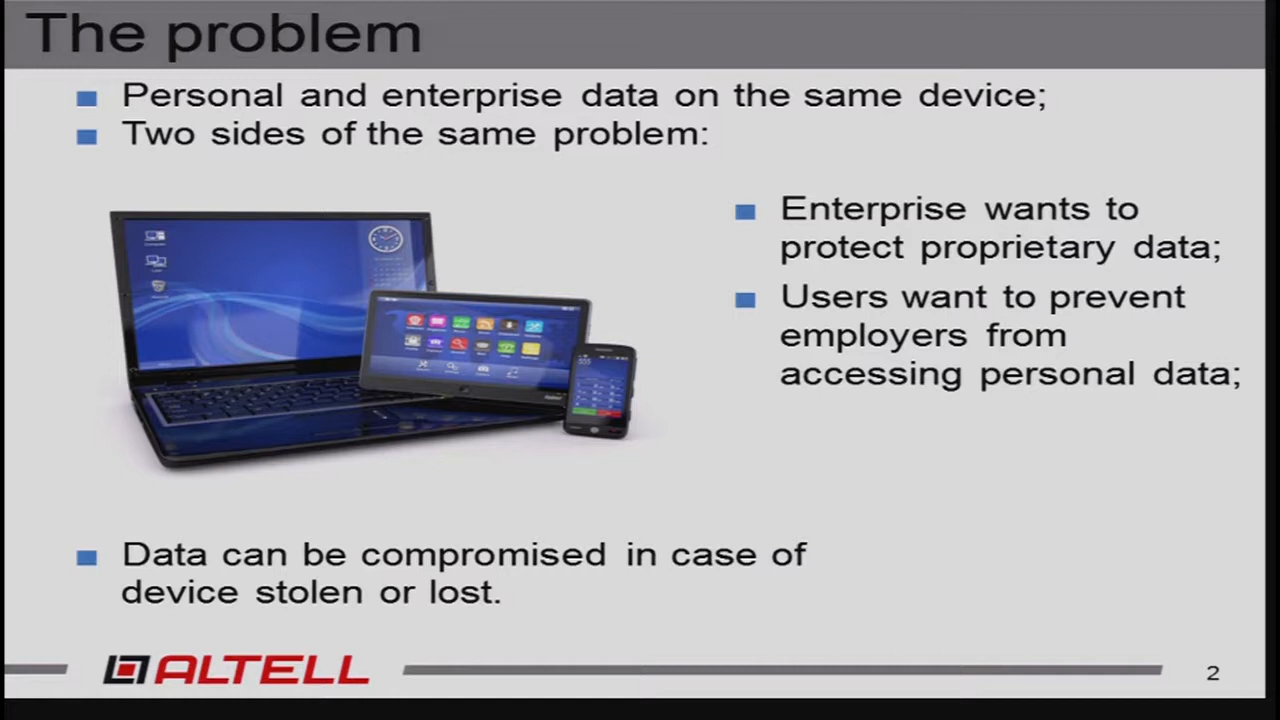 The problem
Personal and enterprise data on the same device;
Two sides of the same problem:
Enterprise wants to
protect proprietary data;
Users want to prevent
employers from
accessing personal data;
Data can be compromised in case of
device stolen or lost.
ALTELL
2